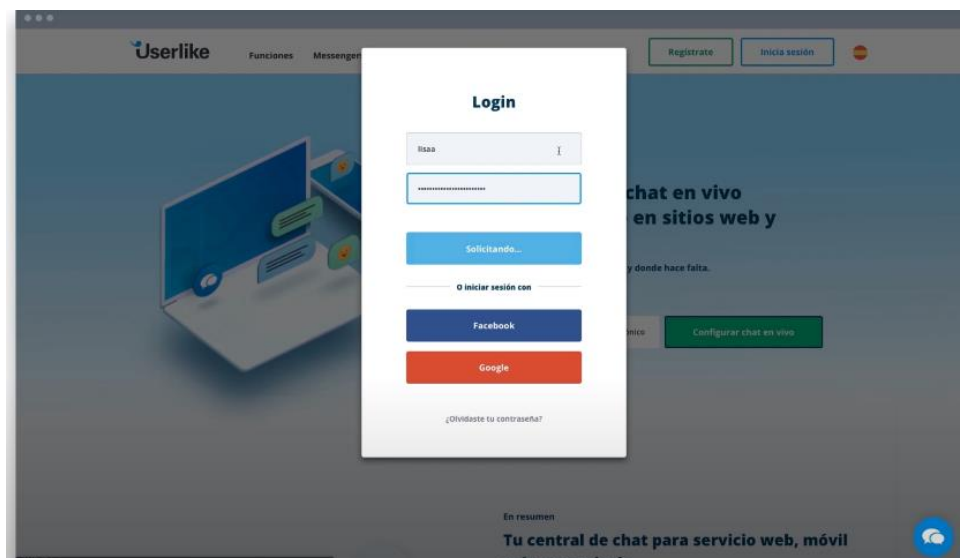 Userlike
Funciones Messenger
Regístrate
Inicia sesión
Login
lisaa
Solicitando...
O iniciar sesión con
Facebook
Google
¿Olvidaste tu contraseña?
chat en vivo
en sitios web y
y donde hace falta.
Configurar chat en vivo
En resumen
Tu central de chat para servicio web, móvil